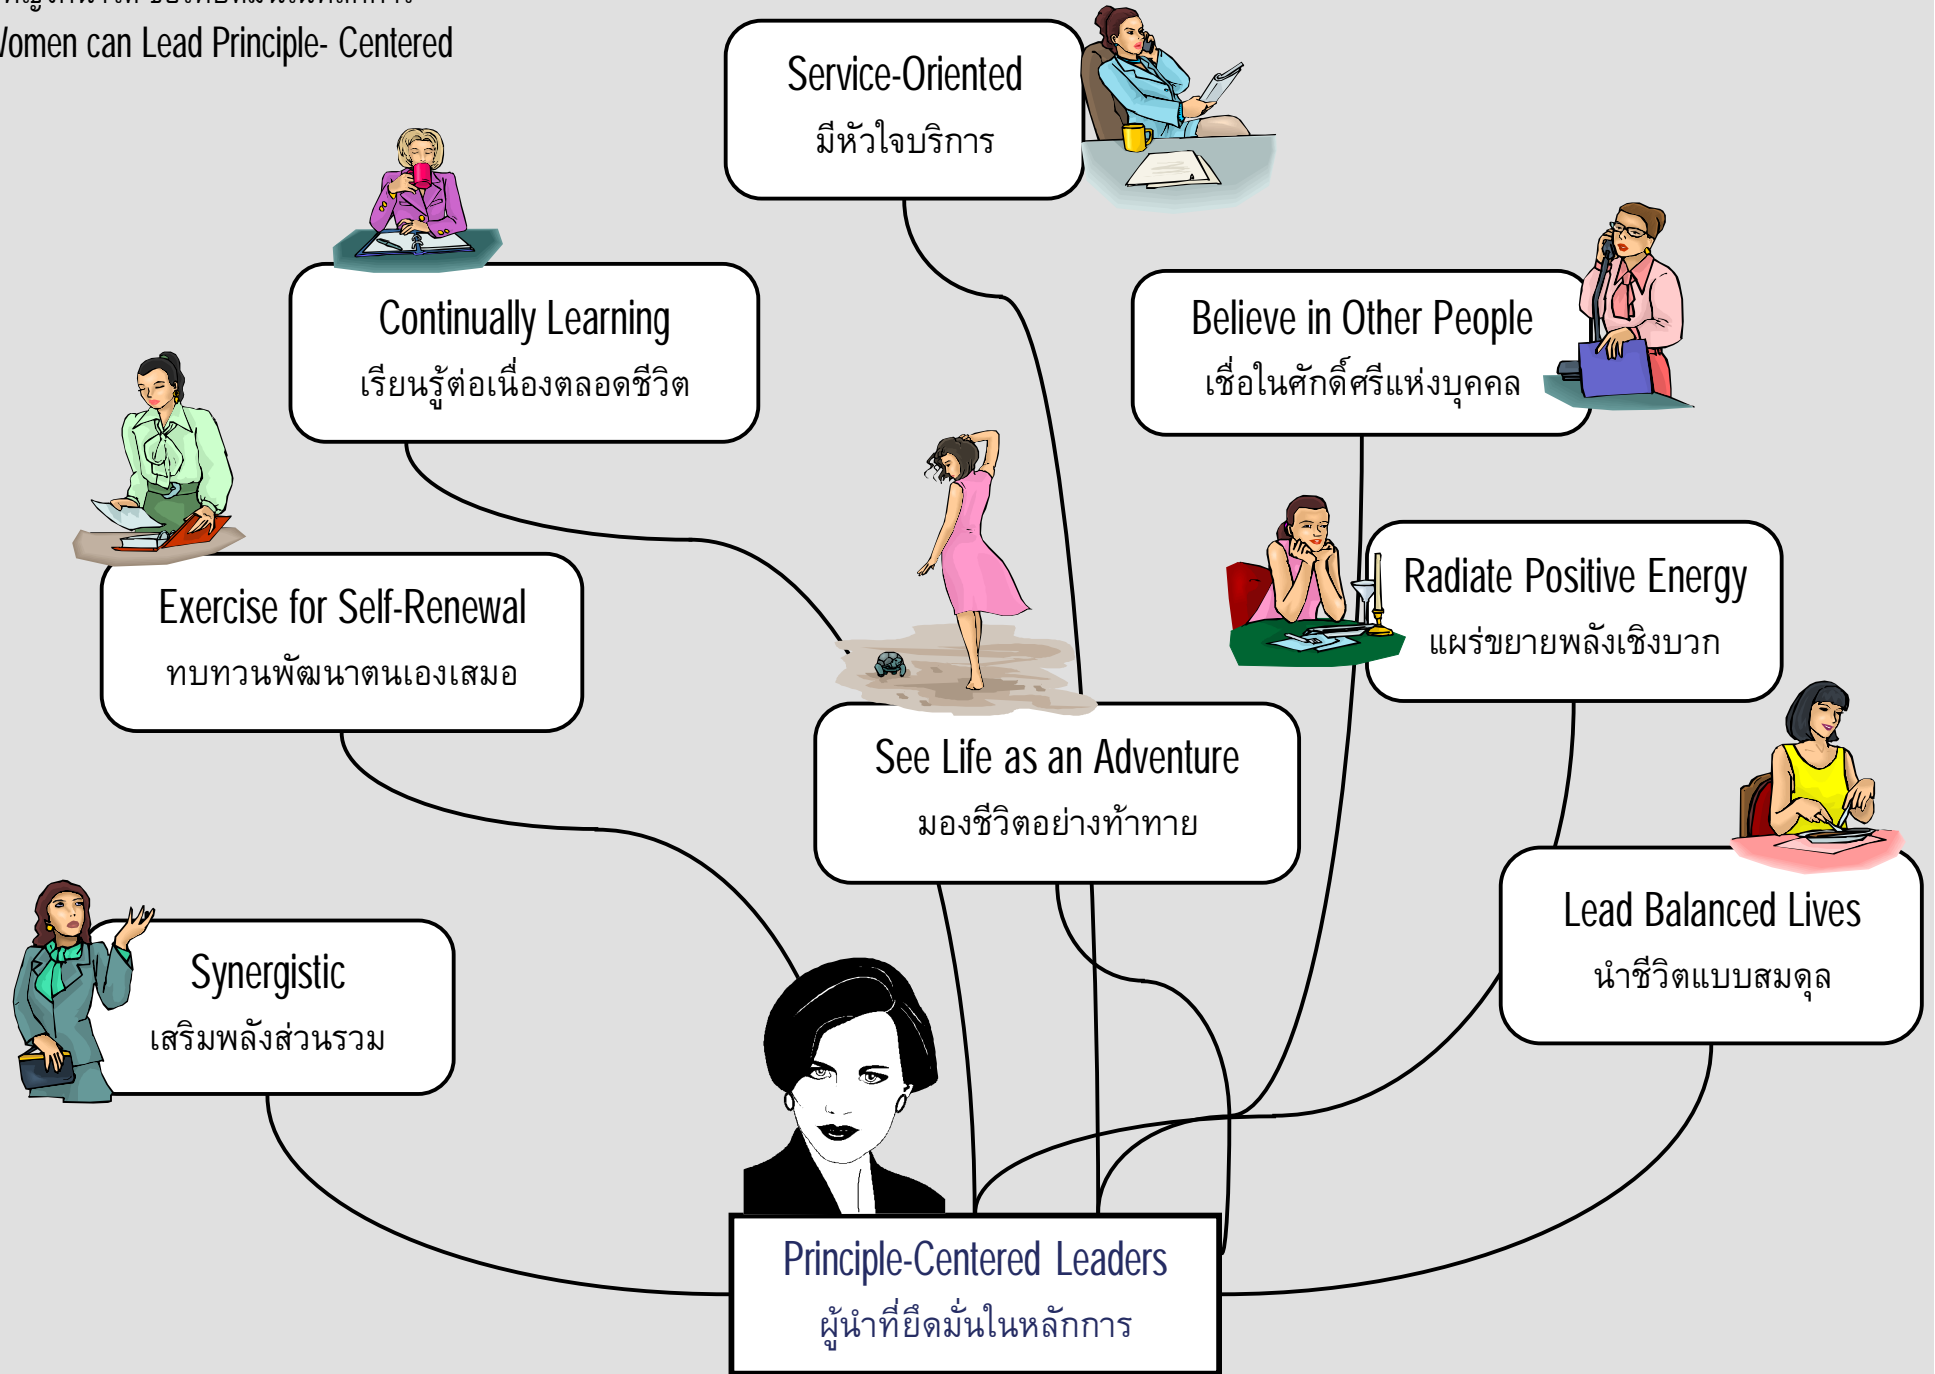 Women can Lead Principle- Centered
Service-Oriented
มีหัวใจบริการ
Continually Learning
เรียนรู้ต่อเนื่องตลอดชีวิต
Believe in Other People
เชื่อในศักดิ์ศรีแห่งบุคคล
Exercise for Self-Renewal
ทบทวนพัฒนาตนเองเสมอ
Radiate Positive Energy
แผ่ขยายพลังเชิงบวก
See Life as an Adventure
มองชีวิตอย่างท้าทาย
Lead Balanced Lives
นำชีวิตแบบสมดุล
Synergistic
เสริมพลังส่วนรวม
Principle-Centered Leaders
ผู้นำที่ยึดมั่นในหลักการ